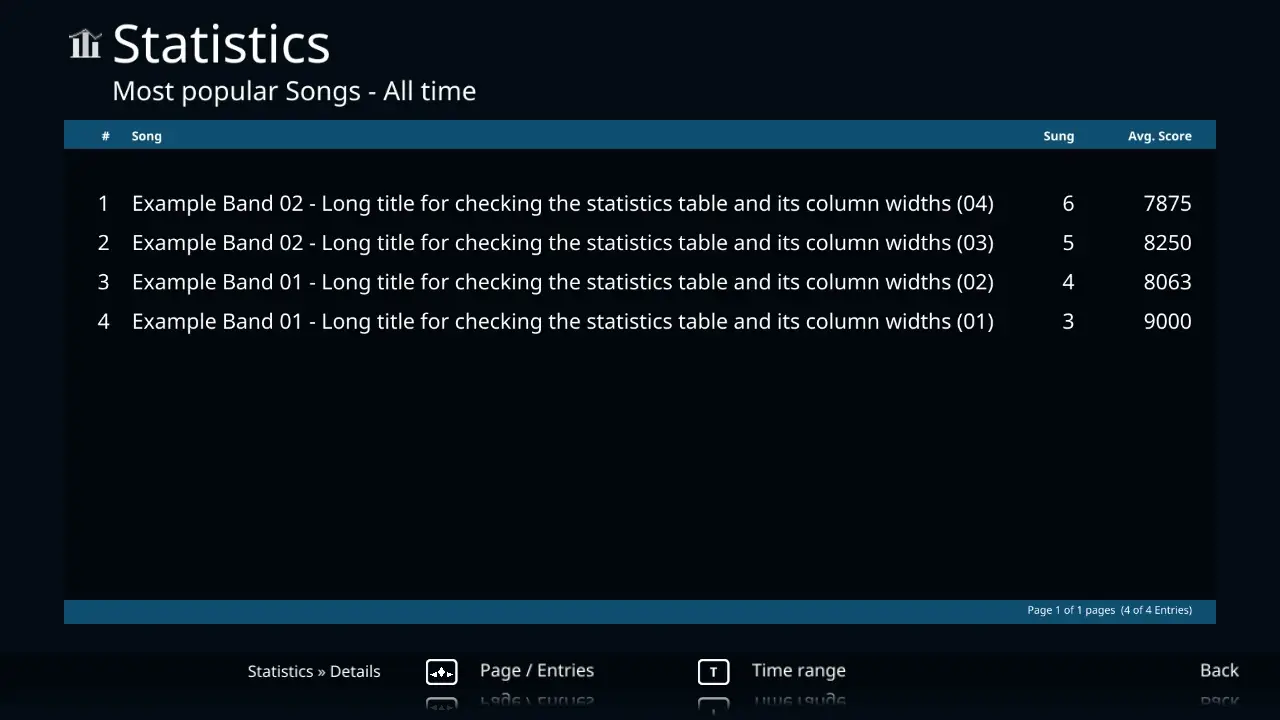 Statistics
Most popular Songs - All time
# Song Sung Avg. Score
1 Example Band 02 - Long title for checking the statistics table and its column widths (04) 6 7875
2 Example Band 02 - Long title for checking the statistics table and its column widths (03) 5 8250
3 Example Band 01 - Long title for checking the statistics table and its column widths (02) 4 8063
4 Example Band 01 - Long title for checking the statistics table and its column widths (01) 3 9000
Page 1 of 1 pages (4 of 4 Entries)
Statistics » Details Page / Entries T Time range Back